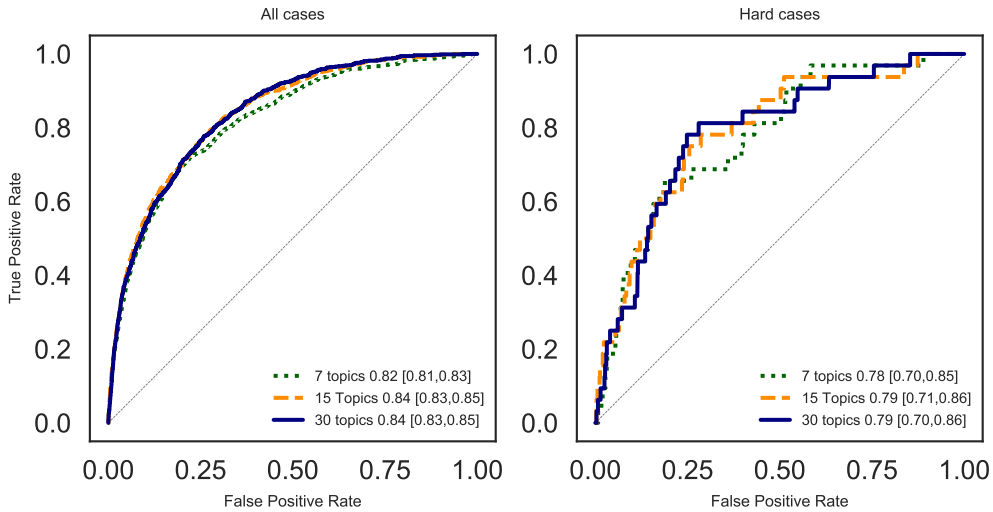 All cases
True Positive Rate
1.0
0.8
0.6
0.4
0.2
0.0
7 topics 0.82 [0.81,0.83]
15 Topics 0.84 [0.83,0.85]
30 topics 0.84 [0.83,0.85]
0.00 0.25 0.50 0.75 1.00
False Positive Rate
Hard cases
1.0
0.8
0.6
0.4
0.2
0.0
7 topics 0.78 [0.70,0.85]
15 Topics 0.79 [0.71,0.86]
30 topics 0.79 [0.70,0.86]
0.00 0.25 0.50 0.75 1.00
False Positive Rate